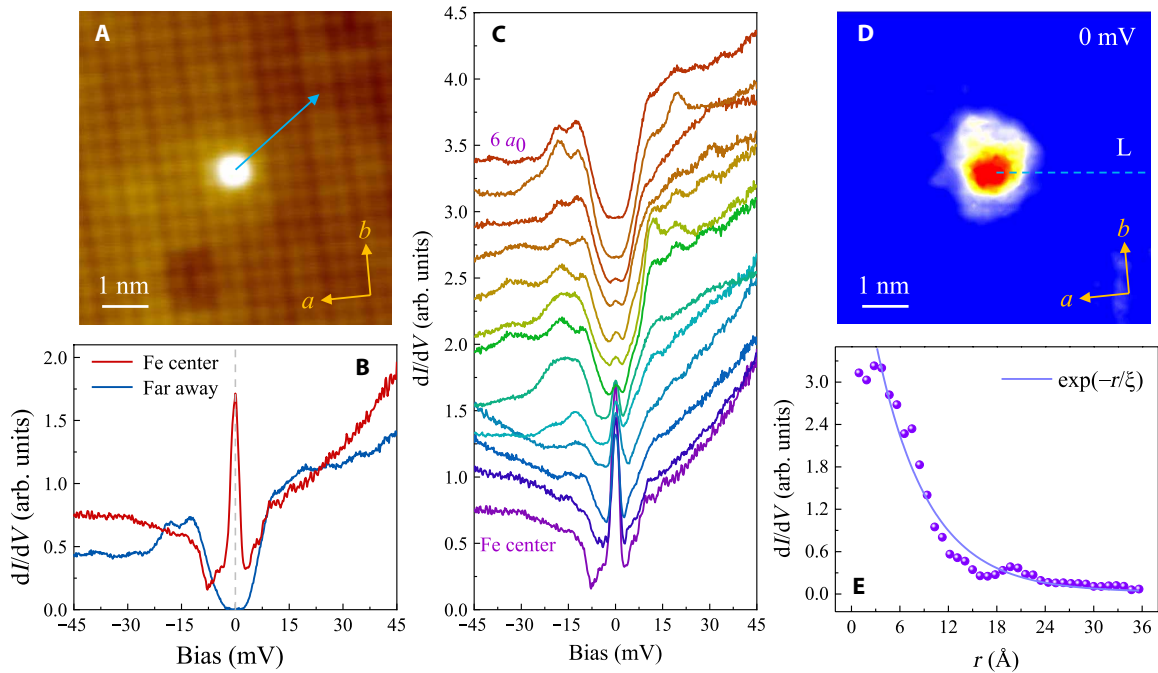 A
1 nm
b
a
B
Fe center
Far away
dI/dV (arb. units)
2.0
1.5
1.0
0.5
0.0
−45 −30 −15 0 15 30 45
Bias (mV)
C
6 a0
Fe center
dI/dV (arb. units)
4.5
4.0
3.5
3.0
2.5
2.0
1.5
1.0
0.5
0.0
−45 −30 −15 0 15 30 45
Bias (mV)
D
0 mV
L
1 nm
b
a
E
exp(−r/ξ)
dI/dV (arb. units)
3.0
2.4
1.8
1.2
0.6
0.0
0 6 12 18 24 30 36
r (Å)